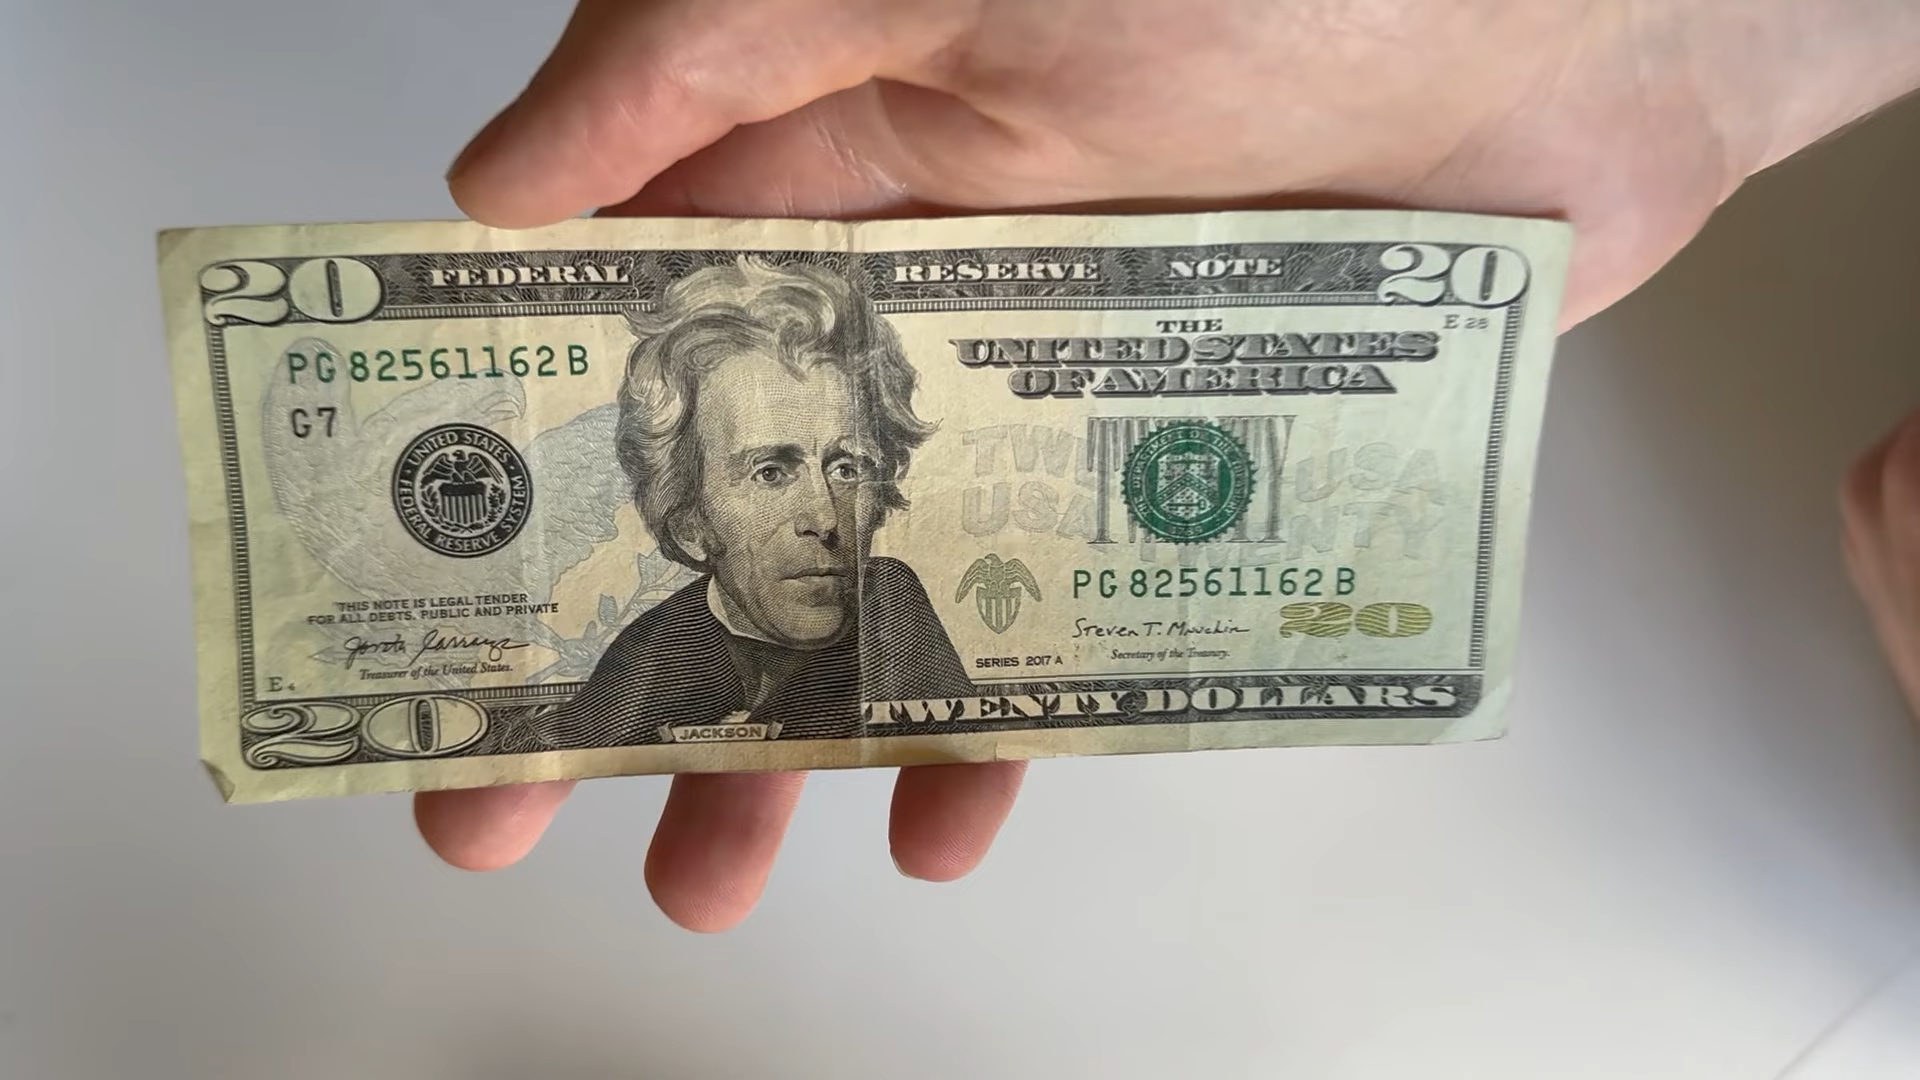 20 FEDERAL RESERVE NOTE 20
E 28
PG 82561162 B
THE
UNITED STATES
OF AMERICA
G7
UNITED STATES FEDERAL RESERVE SYSTEM
TWE USA
USA TWENTY
PG 82561162 B
20
THIS NOTE IS LEGAL TENDER
FOR ALL DEBTS, PUBLIC AND PRIVATE
Steven T. Mnuchin
Treasurer of the United States.
Secretary of the Treasury.
SERIES 2017 A
E 4
20 JACKSON TWENTY DOLLARS